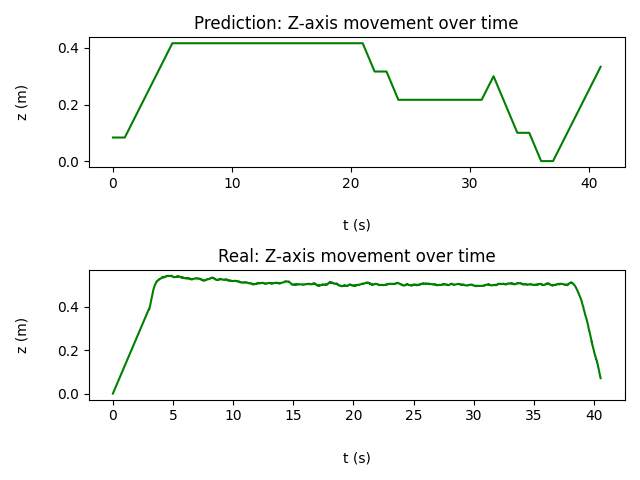 Prediction: Z-axis movement over time
0.4
0.2
0.0
z (m)
0 10 20 30 40
t (s)
Real: Z-axis movement over time
0.4
0.2
0.0
z (m)
0 5 10 15 20 25 30 35 40
t (s)